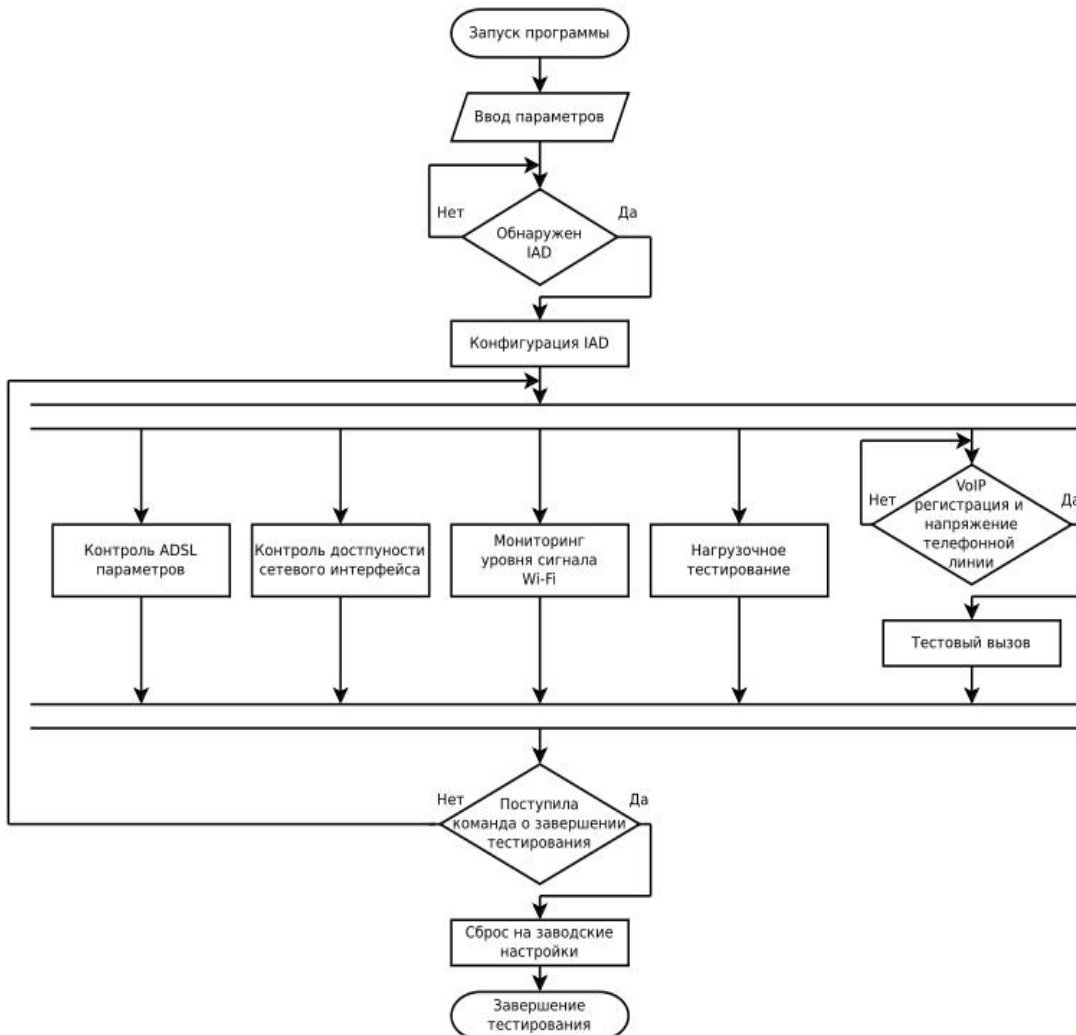 Запуск программы
Ввод параметров
Нет
Да
Обнаружен
IAD
Конфигурация IAD
Контроль ADSL
параметров
Контроль достпуности
сетевого интерфейса
Мониторинг
уровня сигнала
Wi-Fi
Нагрузочное
тестирование
Нет
Да
VoIP
регистрация и
напряжение
телефонной
линии
Тестовый вызов
Нет
Да
Поступила
команда о завершении
тестирования
Сброс на заводские
настройки
Завершение
тестирования